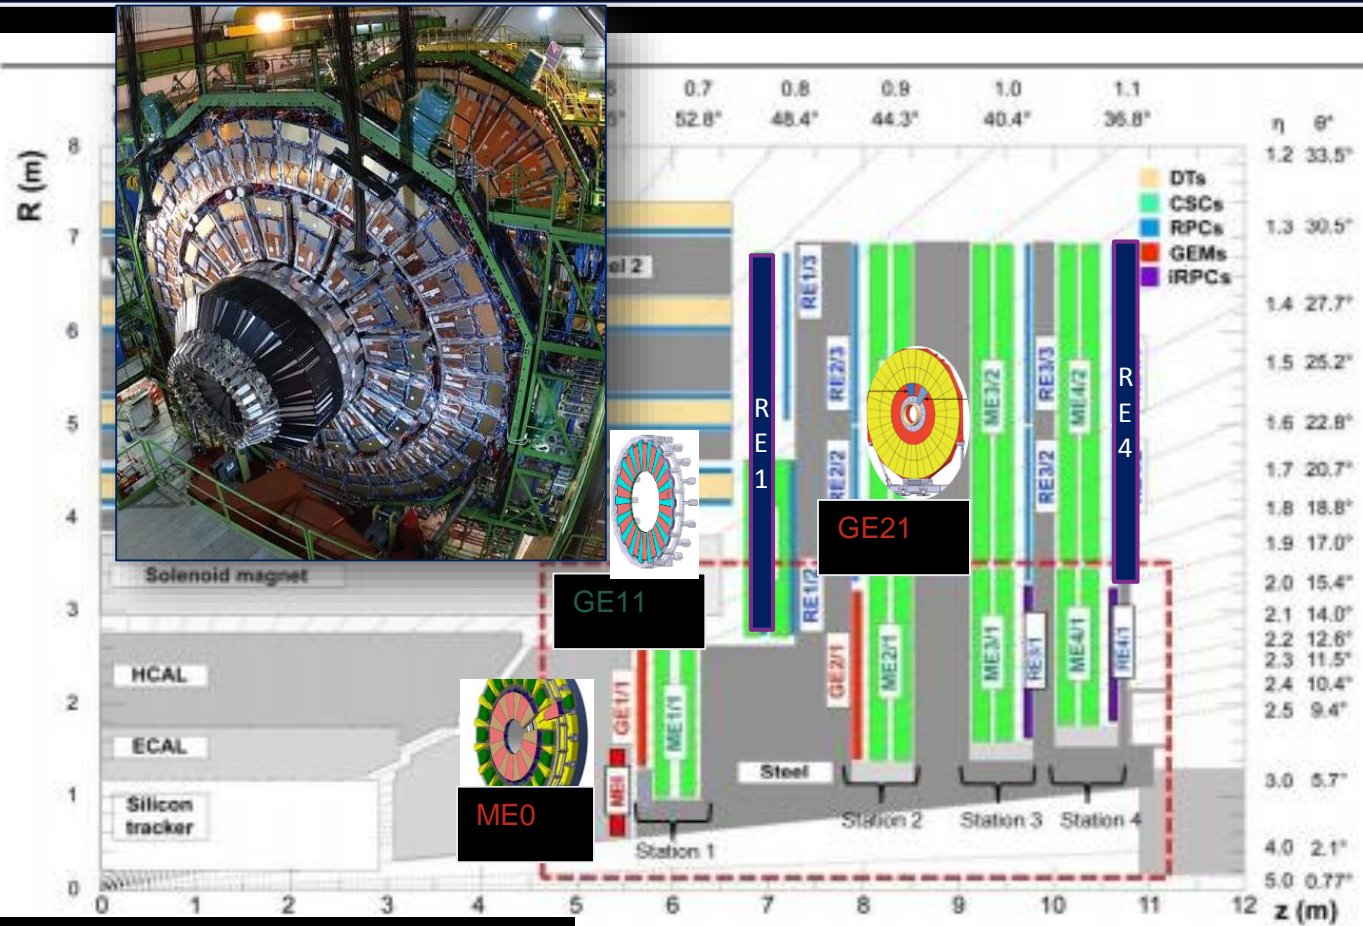 0.7 0.8 0.9 1.0 1.1
52.8° 48.4° 44.3° 40.4° 36.8°
η θ°
R (m)
8
7
6
5
4
3
2
1
0
1.2 33.5°
1.3 30.5°
1.4 27.7°
1.5 25.2°
1.6 22.8°
1.7 20.7°
1.8 18.8°
1.9 17.0°
2.0 15.4°
2.1 14.0°
2.2 12.6°
2.3 11.5°
2.4 10.4°
2.5 9.4°
3.0 5.7°
4.0 2.1°
5.0 0.77°
DTs
CSCs
RPCs
GEMs
iRPCs
el 2
RE1/3
RE2/3
RE3/3
ME3/2
ME4/2
RE1
RE4
RE2/2
RE3/2
GE21
Solenoid magnet
GE11
RE1/2
HCAL
ECAL
Silicon
tracker
GE1/1
ME1/1
GE2/1
ME2/1
ME3/1
RE3/1
ME4/1
RE4/1
ME0
Steel
Station 1
Station 2
Station 3
Station 4
0 1 2 3 4 5 6 7 8 9 10 11 12
z (m)